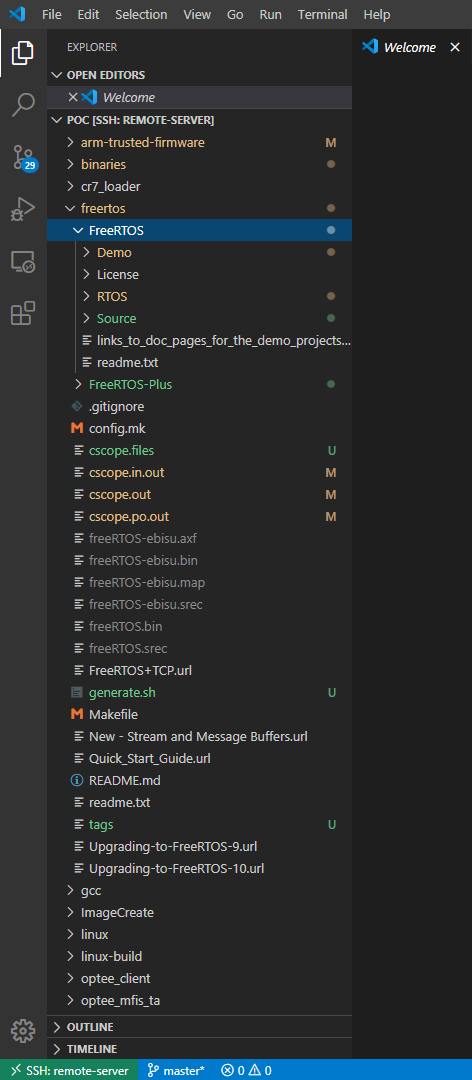 File Edit Selection View Go Run Terminal Help
EXPLORER
Welcome
OPEN EDITORS
Welcome
POC [SSH: REMOTE-SERVER]
arm-trusted-firmware M
binaries
29
cr7_loader
freertos
FreeRTOS
Demo
License
RTOS
Source
links_to_doc_pages_for_the_demo_projects...
readme.txt
FreeRTOS-Plus
.gitignore
config.mk
cscope.files U
cscope.in.out M
cscope.out M
cscope.po.out M
freeRTOS-ebisu.axf
freeRTOS-ebisu.bin
freeRTOS-ebisu.map
freeRTOS-ebisu.srec
freeRTOS.bin
freeRTOS.srec
FreeRTOS+TCP.url
generate.sh U
Makefile
New - Stream and Message Buffers.url
Quick_Start_Guide.url
README.md
readme.txt
tags U
Upgrading-to-FreeRTOS-9.url
Upgrading-to-FreeRTOS-10.url
gcc
ImageCreate
linux
linux-build
optee_client
optee_mfis_ta
OUTLINE
TIMELINE
SSH: remote-server master* 0 0